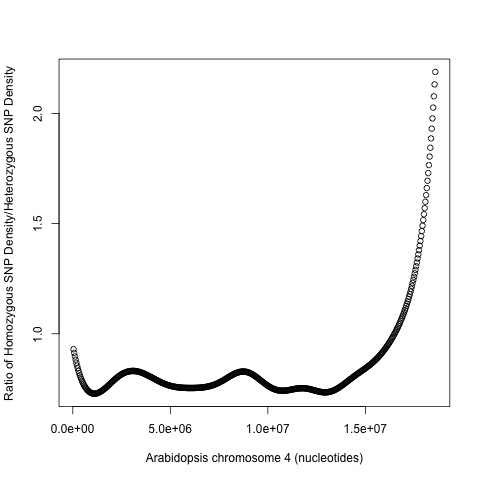 Ratio of Homozygous SNP Density/Heterozygous SNP Density
2.0
1.5
1.0
0.0e+00 5.0e+06 1.0e+07 1.5e+07
Arabidopsis chromosome 4 (nucleotides)